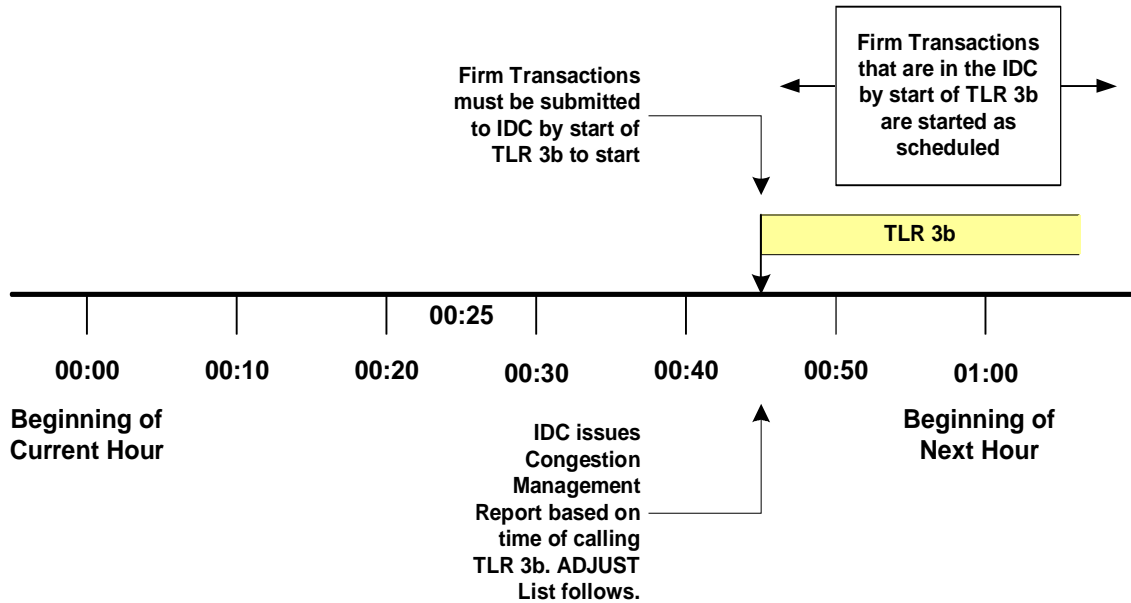 Firm Transactions
must be submitted
to IDC by start of
TLR 3b to start
Firm Transactions
that are in the IDC
by start of TLR 3b
are started as
scheduled
TLR 3b
00:25
00:00
00:10
00:20
00:30
00:40
00:50
01:00
Beginning of
Current Hour
IDC issues
Congestion
Management
Report based on
time of calling
TLR 3b. ADJUST
List follows.
Beginning of
Next Hour